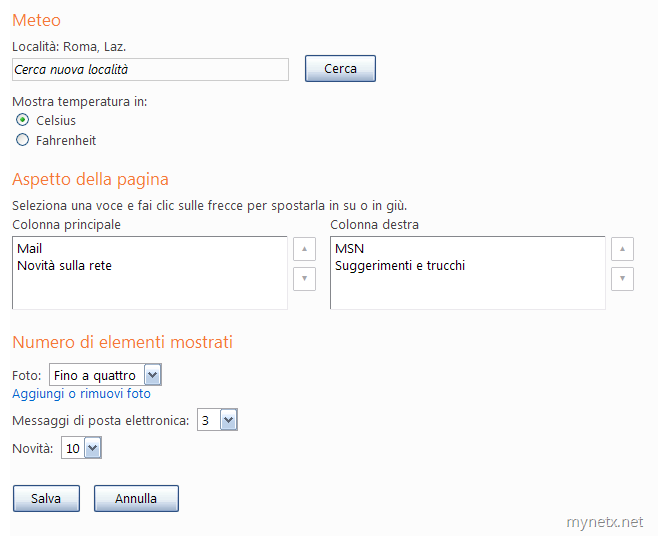 Meteo
Località: Roma, Laz.
Cerca nuova località
Cerca
Mostra temperatura in:
Celsius
Fahrenheit
Aspetto della pagina
Seleziona una voce e fai clic sulle frecce per spostarla in su o in giù.
Colonna principale
Mail
Novità sulla rete
Colonna destra
MSN
Suggerimenti e trucchi
Numero di elementi mostrati
Foto: Fino a quattro
Aggiungi o rimuovi foto
Messaggi di posta elettronica: 3
Novità: 10
Salva
Annulla
mynetx.net